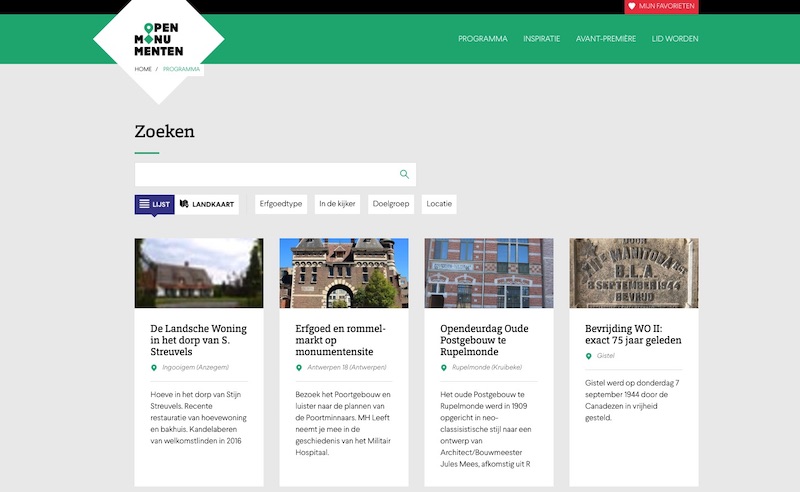 MIJN FAVORIETEN
OPEN
MONU
MENTEN
PROGRAMMA
INSPIRATIE
AVANT-PREMIÈRE
LID WORDEN
HOME / PROGRAMMA
Zoeken
LIJST
LANDKAART
Erfgoedtype
In de kijker
Doelgroep
Locatie
De Landsche Woning
in het dorp van S.
Streuvels
Ingooigem (Anzegem)
Hoeve in het dorp van Stijn
Streuvels. Recente
restauratie van hoevewoning
en bakhuis. Kandelaberen
van welkomstlinden in 2016
Erfgoed en rommel-
markt op
monumentensite
Antwerpen 18 (Antwerpen)
Bezoek het Poortgebouw en
luister naar de plannen van
de Poortminnaars. MH Leeft
neemt je mee in de
geschiedenis van het Militair
Hospitaal.
Opendeurdag Oude
Postgebouw te
Rupelmonde
Rupelmonde (Kruibeke)
Het oude Postgebouw te
Rupelmonde werd in 1909
opgericht in neo-
classisistische stijl naar een
ontwerp van
Architect/Bouwmeester
Jules Mees, afkomstig uit R
MANITOBA
B.L.A.
8 SEPTEMBER 1944
BEVRIJD
Bevrijding WO II:
exact 75 jaar geleden
Gistel
Gistel werd op donderdag 7
september 1944 door de
Canadezen in vrijheid
gesteld.